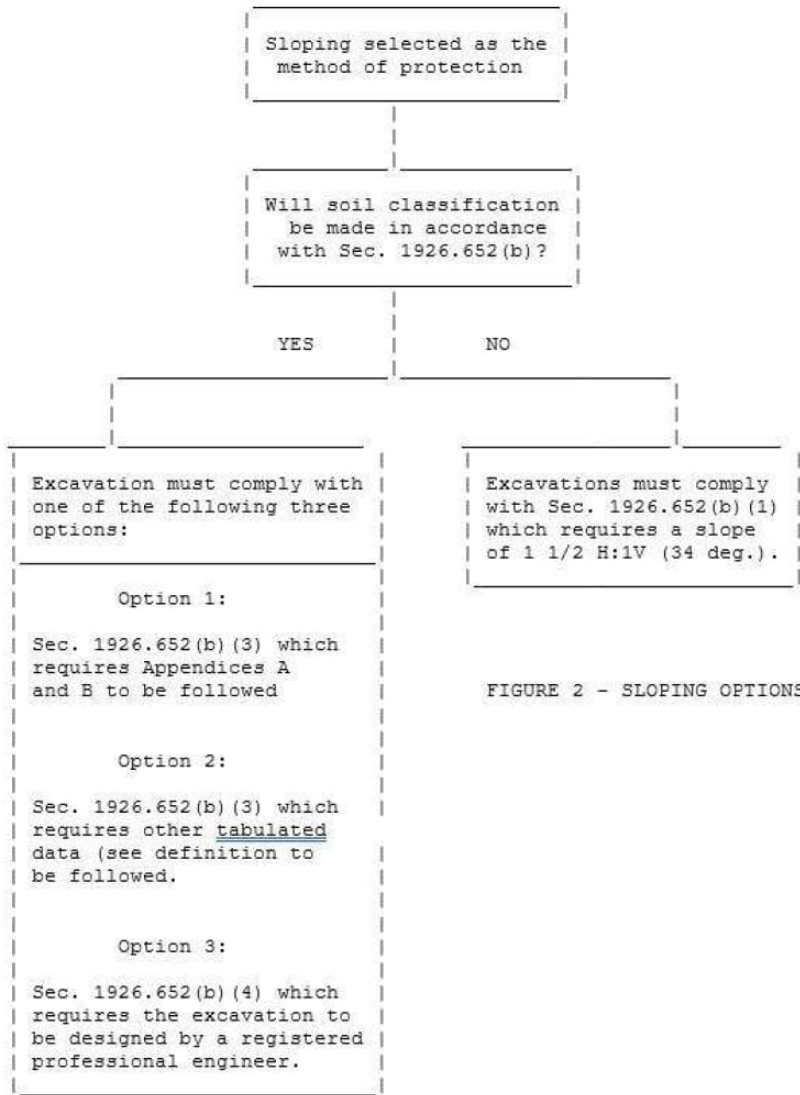 Sloping selected as the
method of protection
Will soil classification
be made in accordance
with Sec. 1926.652(b)?
YES
NO
Excavation must comply with
one of the following three
options:
Option 1:
Sec. 1926.652(b)(3) which
requires Appendices A
and B to be followed
Option 2:
Sec. 1926.652(b)(3) which
requires other tabulated
data (see definition to
be followed.
Option 3:
Sec. 1926.652(b)(4) which
requires the excavation to
be designed by a registered
professional engineer.
Excavations must comply
with Sec. 1926.652(b)(1)
which requires a slope
of 1 1/2 H:1V (34 deg.).
FIGURE 2 - SLOPING OPTIONS